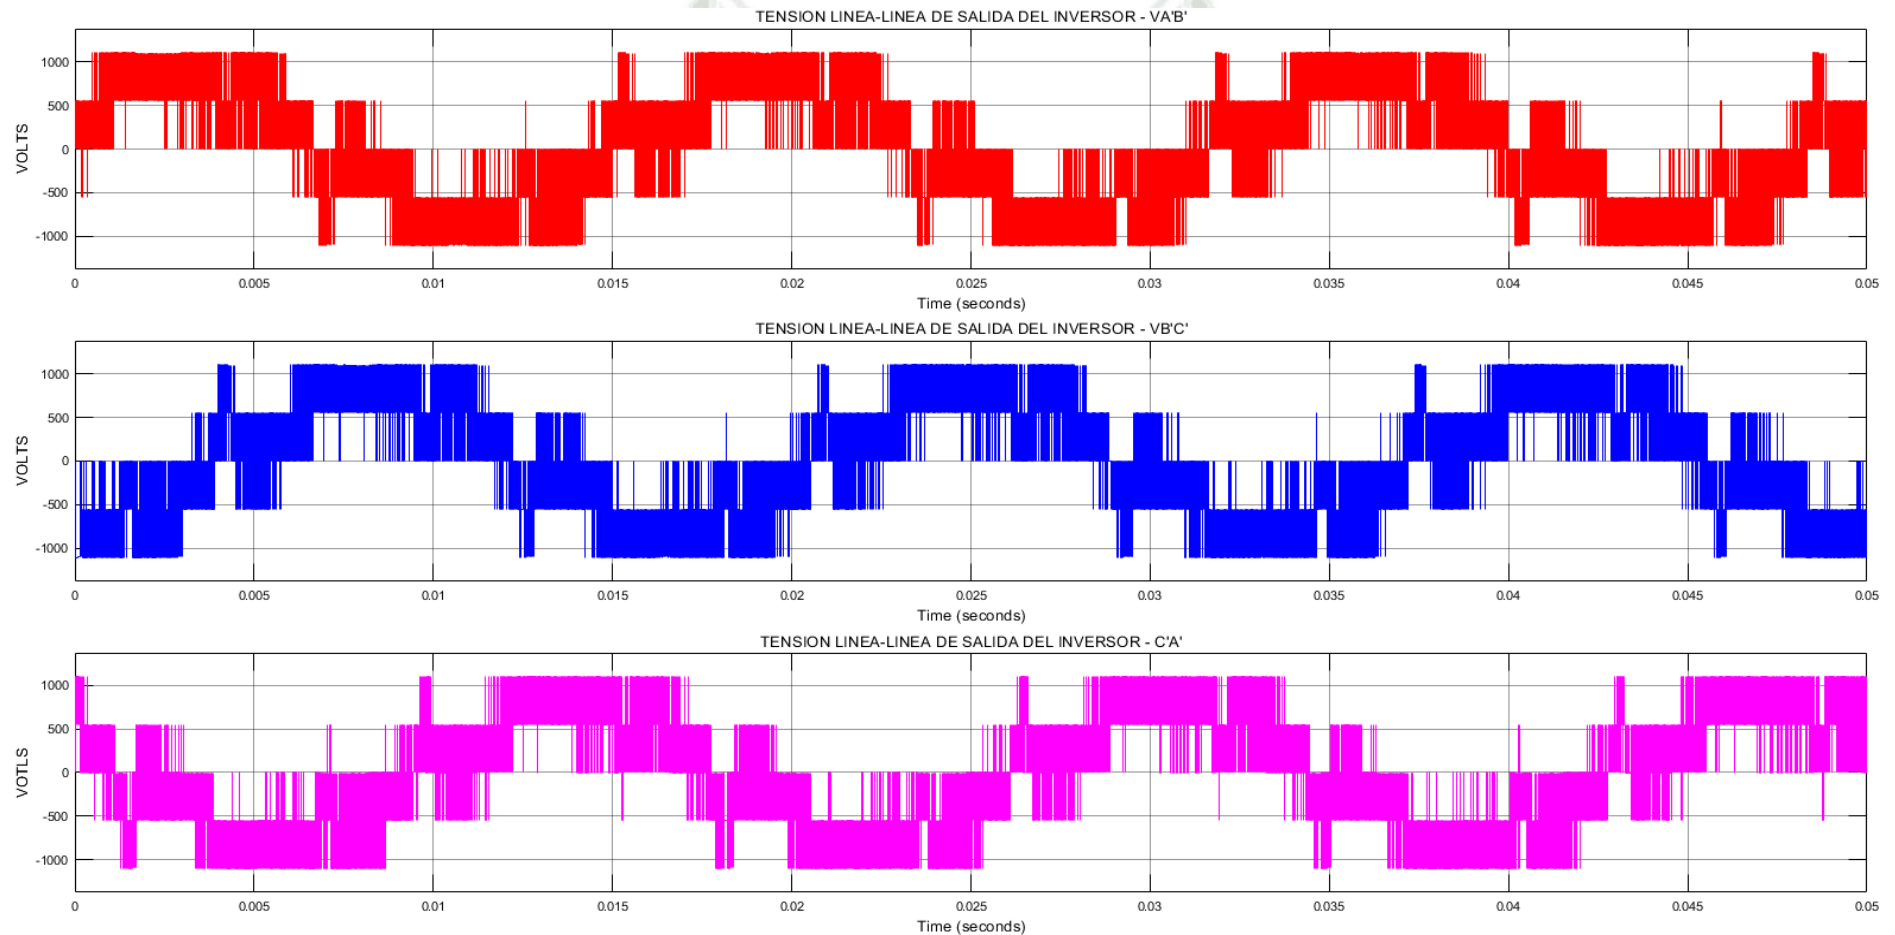 TENSION LINEA-LINEA DE SALIDA DEL INVERSOR - VA'B'
VOLTS
1000
500
0
-500
-1000
0 0.005 0.01 0.015 0.02 0.025 0.03 0.035 0.04 0.045 0.05
Time (seconds)
TENSION LINEA-LINEA DE SALIDA DEL INVERSOR - VB'C'
VOLTS
1000
500
0
-500
-1000
0 0.005 0.01 0.015 0.02 0.025 0.03 0.035 0.04 0.045 0.05
Time (seconds)
TENSION LINEA-LINEA DE SALIDA DEL INVERSOR - C'A'
VOTLS
1000
500
0
-500
-1000
0 0.005 0.01 0.015 0.02 0.025 0.03 0.035 0.04 0.045 0.05
Time (seconds)